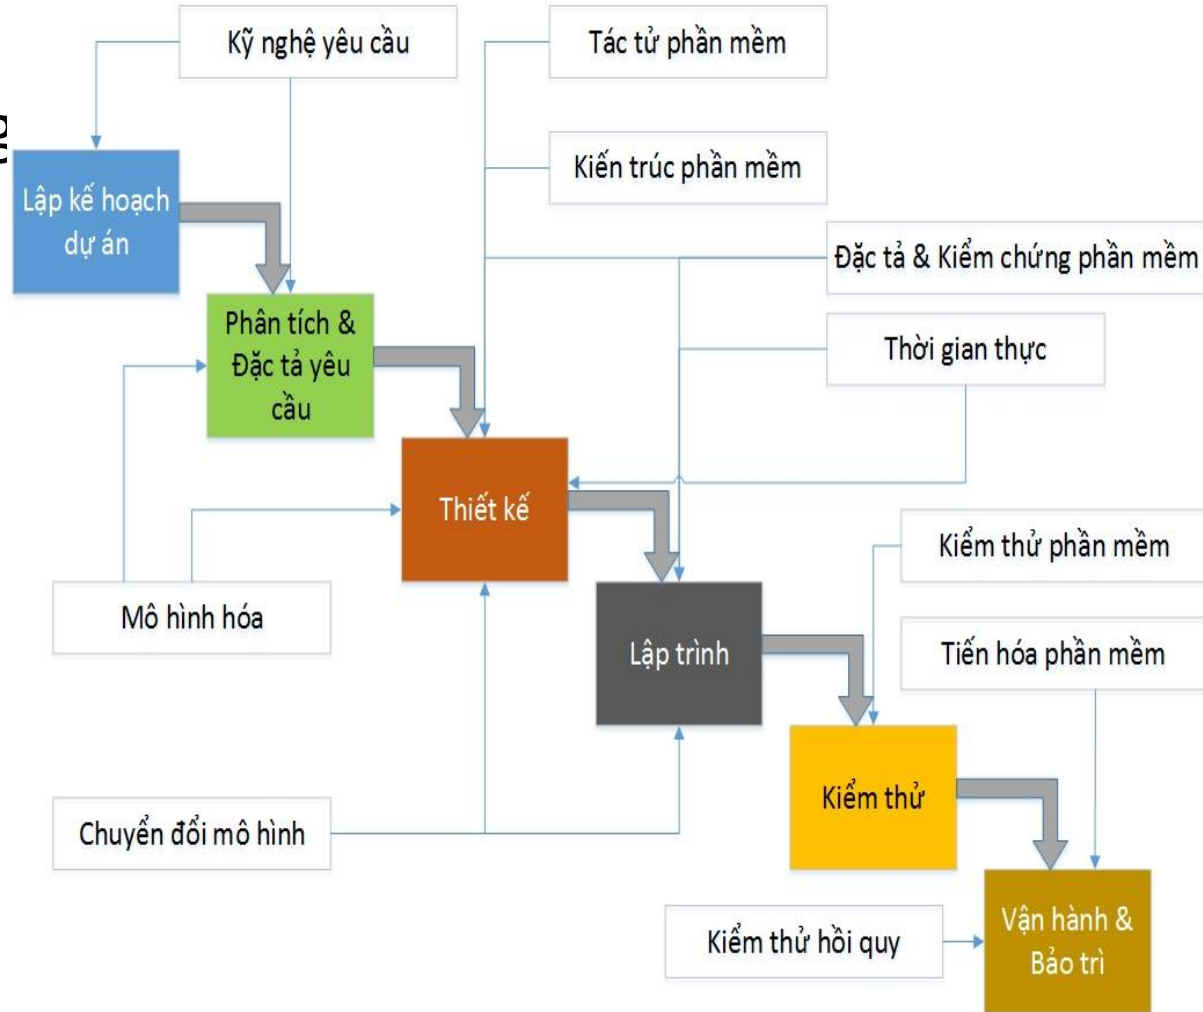 Kỹ nghệ yêu cầu
Tác tử phần mềm
Kiến trúc phần mềm
Lập kế hoạch
dự án
Đặc tả & Kiểm chứng phần mềm
Phân tích &
Đặc tả yêu
cầu
Thời gian thực
Thiết kế
Kiểm thử phần mềm
Mô hình hóa
Lập trình
Tiến hóa phần mềm
Kiểm thử
Chuyển đổi mô hình
Vận hành &
Bảo trì
Kiểm thử hồi quy